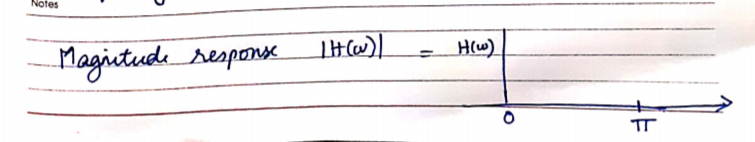 Notes
Magnitude response |H(ω)| = H(ω)
0 π